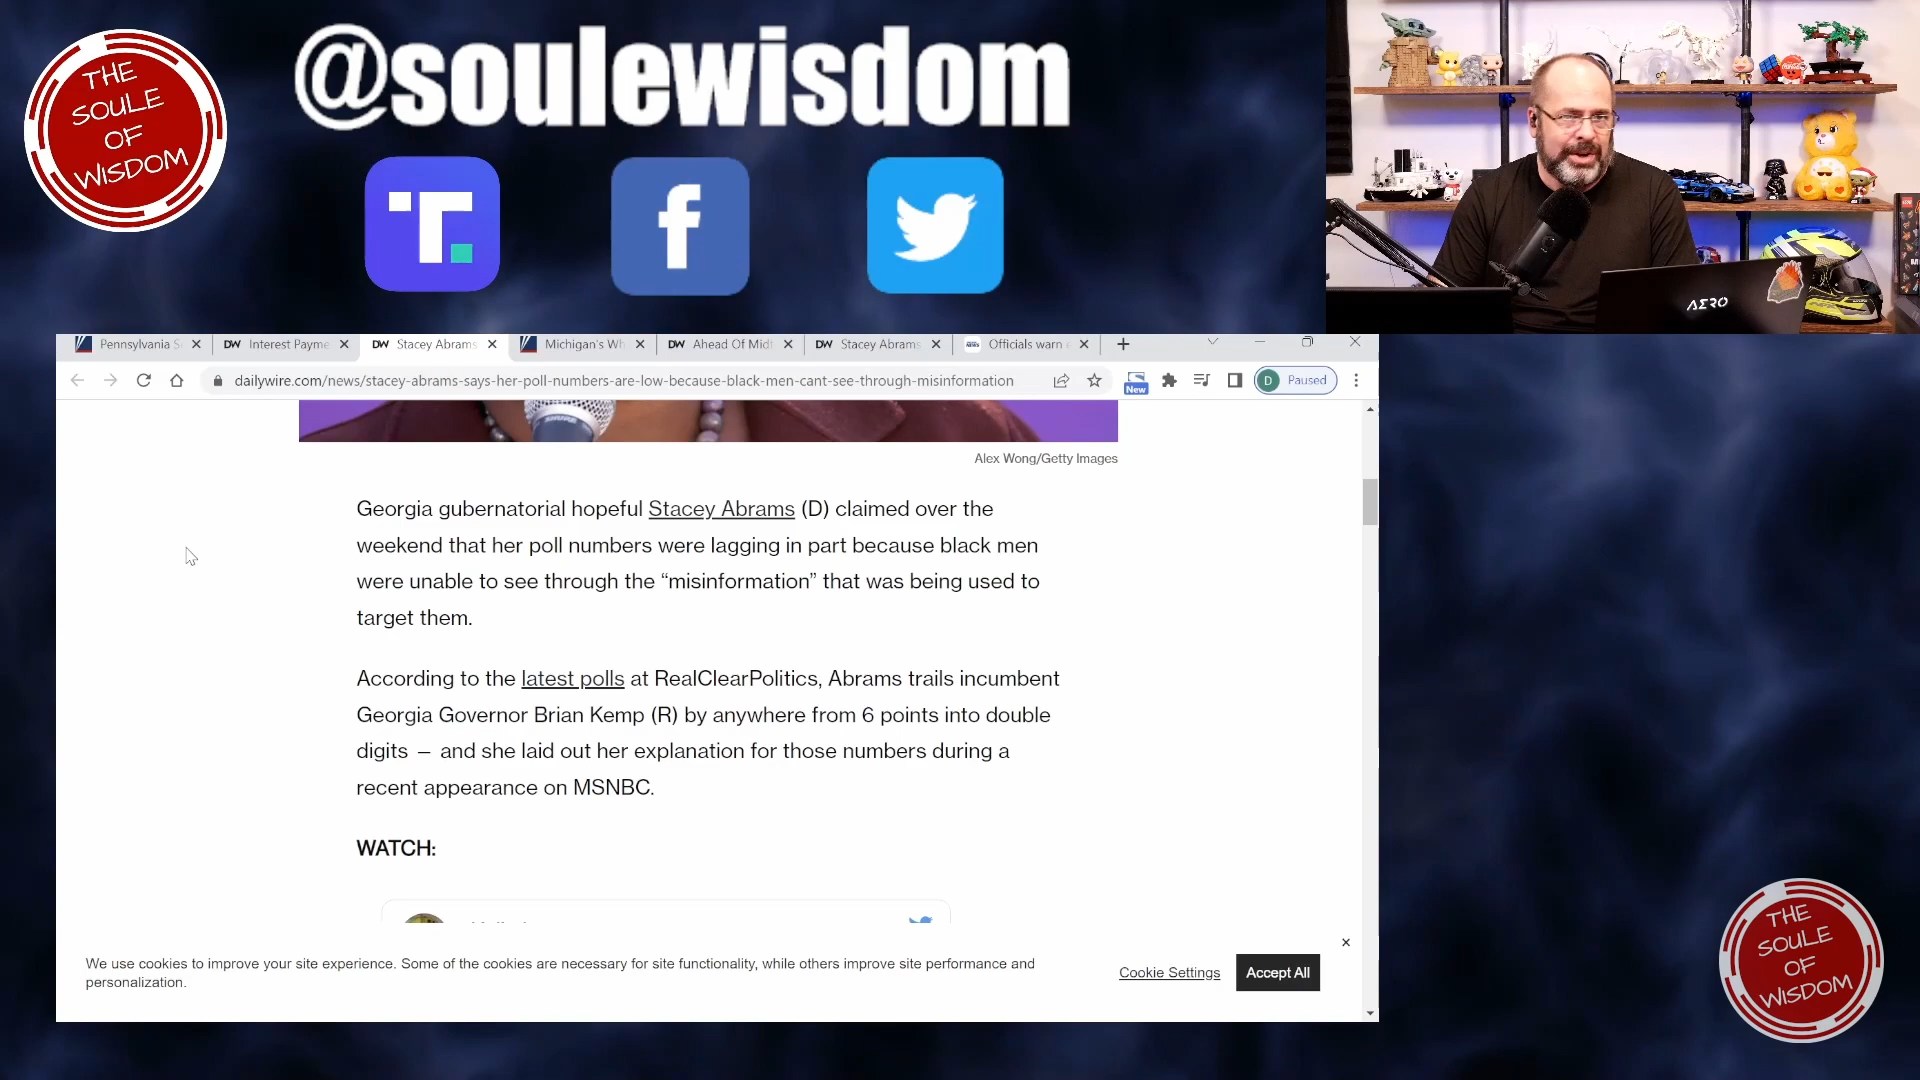 THE
SOULE
OF
WISDOM
@soulewisdom
T.
f
Pennsylvania S
DW Interest Payme
DW Stacey Abrams
Michigan's Wh
DW Ahead Of Midt
DW Stacey Abrams
Officials warn
dailywire.com/news/stacey-abrams-says-her-poll-numbers-are-low-because-black-men-cant-see-through-misinformation
New
D Paused
Alex Wong/Getty Images
Georgia gubernatorial hopeful Stacey Abrams (D) claimed over the
weekend that her poll numbers were lagging in part because black men
were unable to see through the “misinformation” that was being used to
target them.
According to the latest polls at RealClearPolitics, Abrams trails incumbent
Georgia Governor Brian Kemp (R) by anywhere from 6 points into double
digits — and she laid out her explanation for those numbers during a
recent appearance on MSNBC.
WATCH:
We use cookies to improve your site experience. Some of the cookies are necessary for site functionality, while others improve site performance and
personalization.
Cookie Settings
Accept All
AERO
THE
SOULE
OF
WISDOM